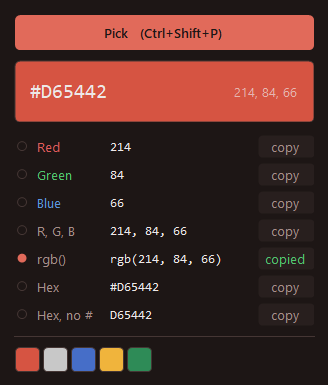 Pick (Ctrl+Shift+P)
#D65442 214, 84, 66
Red 214 copy
Green 84 copy
Blue 66 copy
R, G, B 214, 84, 66 copy
rgb() rgb(214, 84, 66) copied
Hex #D65442 copy
Hex, no # D65442 copy